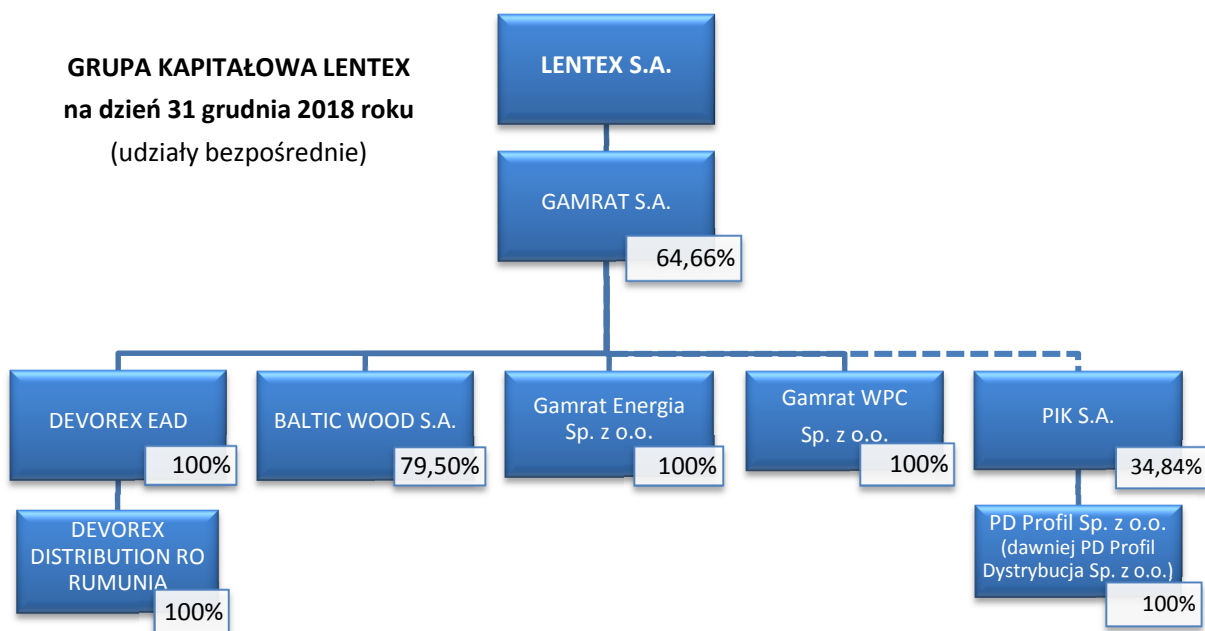 GRUPA KAPITAŁOWA LENTEX
na dzień 31 grudnia 2018 roku
(udziały bezpośrednie)
LENTEX S.A.
GAMRAT S.A.
64,66%
DEVOREX EAD
100%
BALTIC WOOD S.A.
79,50%
Gamrat Energia
Sp. z o.o.
100%
Gamrat WPC
Sp. z o.o.
100%
PIK S.A.
34,84%
DEVOREX
DISTRIBUTION RO
RUMUNIA
100%
PD Profil Sp. z o.o.
(dawniej PD Profil
Dystrybucja Sp. z o.o.)
100%